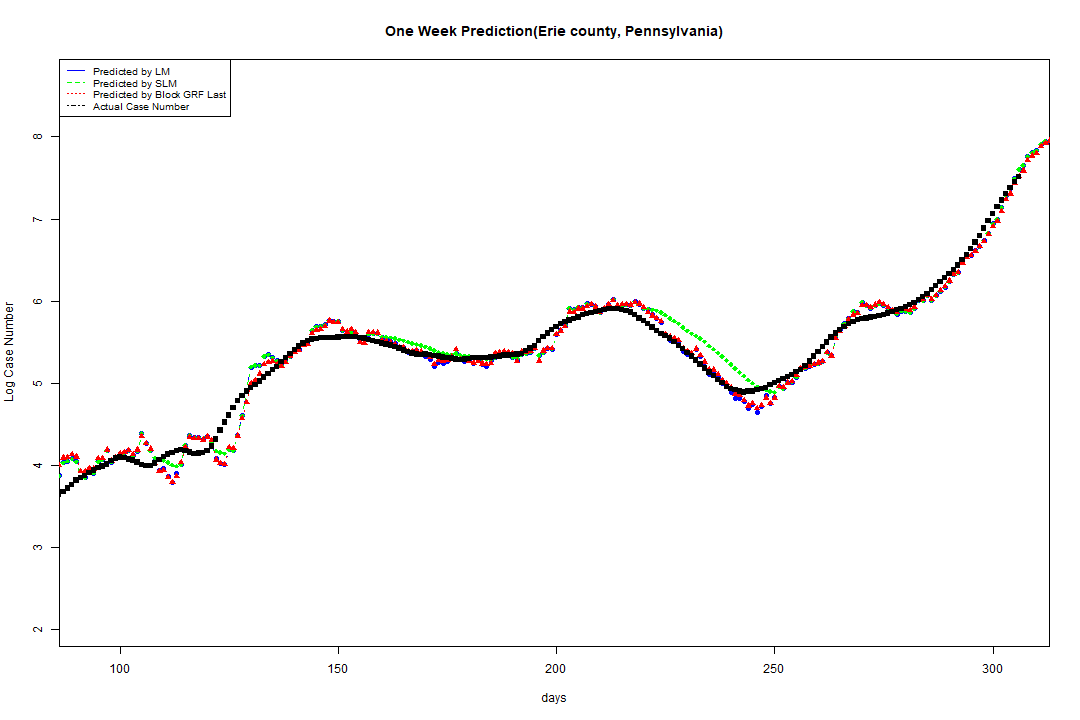 One Week Prediction(Erie county, Pennsylvania)
Predicted by LM
Predicted by SLM
Predicted by Block GRF Last
Actual Case Number
Log Case Number
8
7
6
5
4
3
2
100 150 200 250 300
days